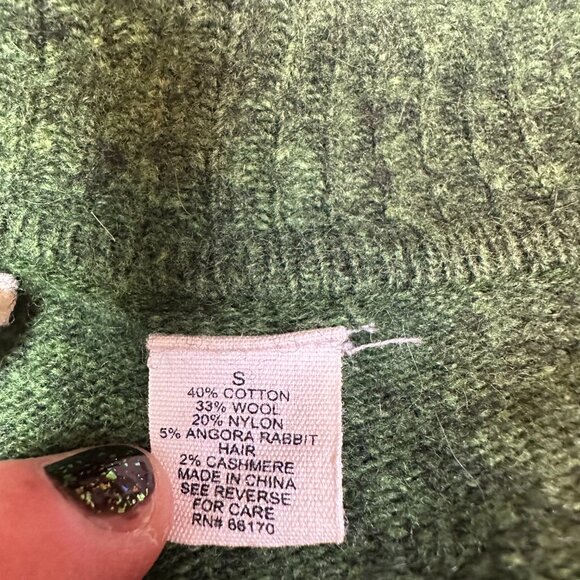 S
40% COTTON
33% WOOL
20% NYLON
5% ANGORA RABBIT
HAIR
2% CASHMERE
MADE IN CHINA
SEE REVERSE
FOR CARE
RN# 66170